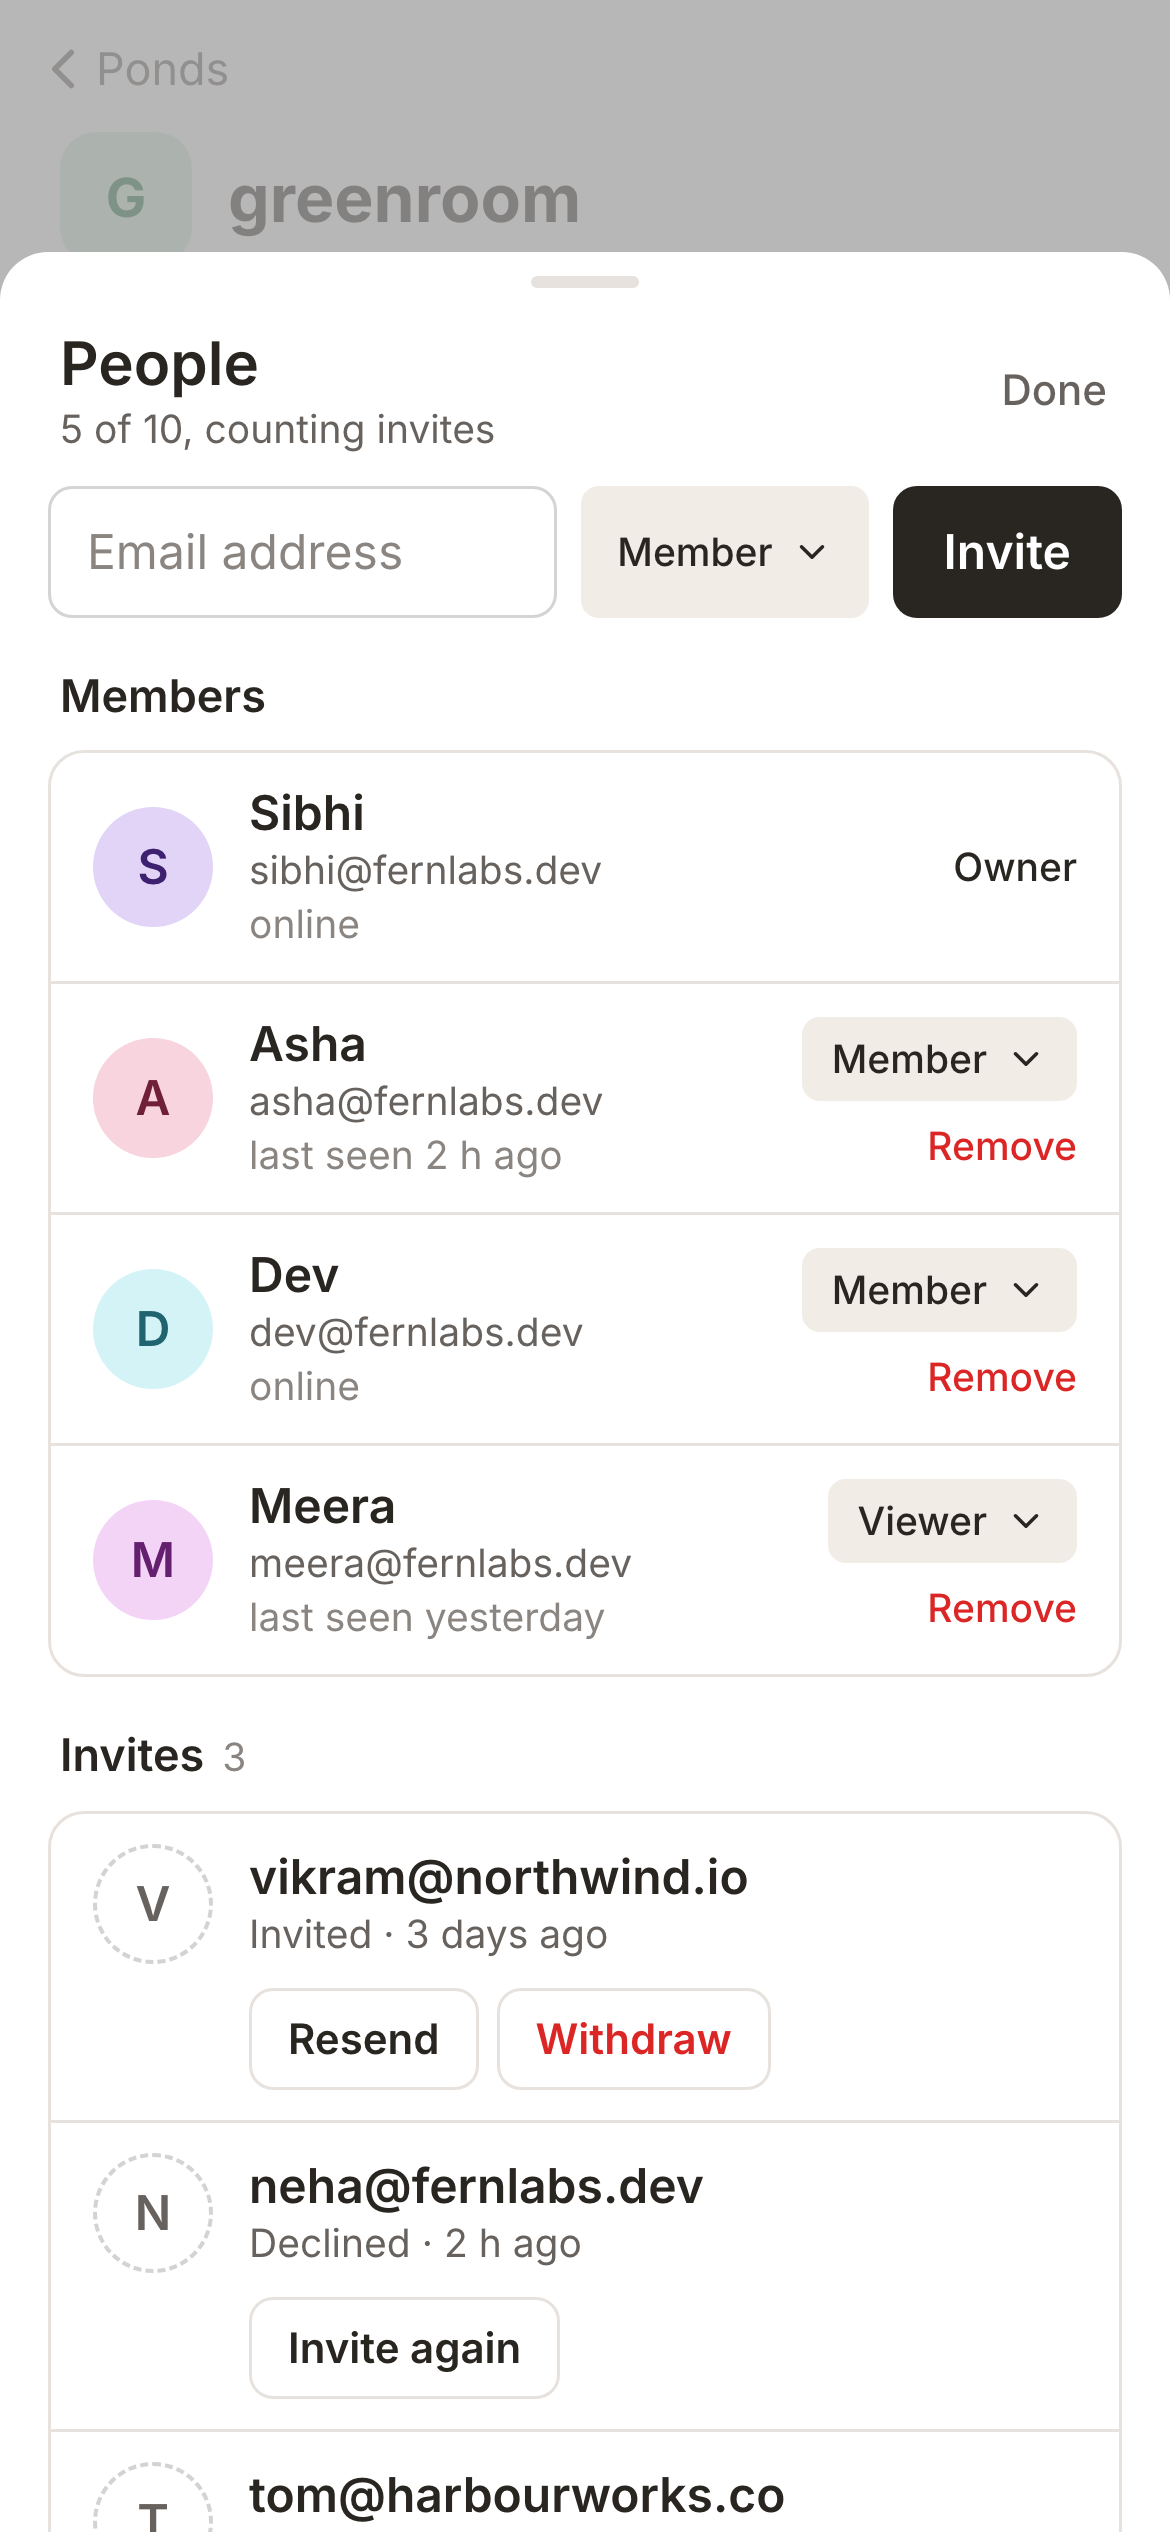 Ponds
G
greenroom
People
5 of 10, counting invites
Done
Email address
Member
Invite
Members
S
Sibhi
sibhi@fernlabs.dev
online
Owner
A
Asha
asha@fernlabs.dev
last seen 2 h ago
Member
Remove
D
Dev
dev@fernlabs.dev
online
Member
Remove
M
Meera
meera@fernlabs.dev
last seen yesterday
Viewer
Remove
Invites 3
V
vikram@northwind.io
Invited · 3 days ago
Resend
Withdraw
N
neha@fernlabs.dev
Declined · 2 h ago
Invite again
T
tom@harbourworks.co